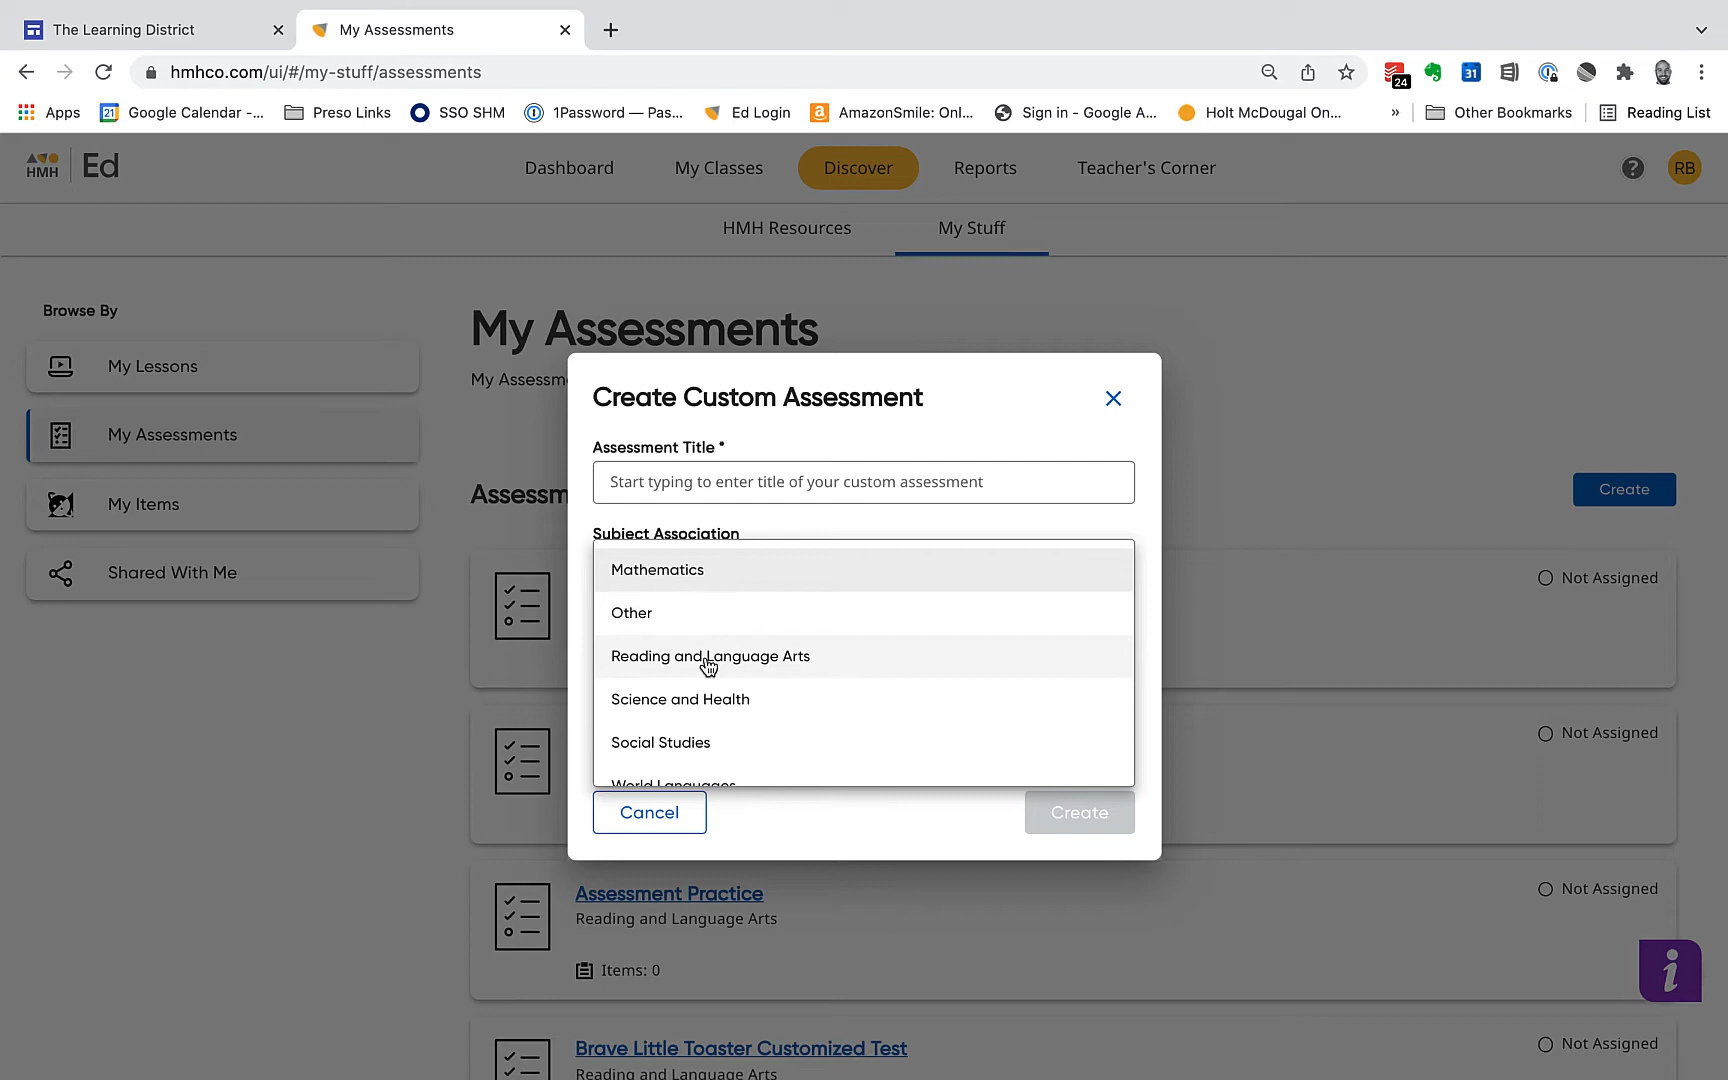 The Learning District
My Assessments
hmhco.com/ui/#/my-stuff/assessments
24
31
Apps
21
Google Calendar -...
Preso Links
SSO SHM
1Password — Pas...
Ed Login
AmazonSmile: Onl...
Sign in - Google A...
Holt McDougal On...
»
Other Bookmarks
Reading List
HMH
Ed
Dashboard
My Classes
Discover
Reports
Teacher's Corner
?
RB
HMH Resources
My Stuff
Browse By
My Lessons
My Assessments
My Items
Shared With Me
My Assessments
My Assessm
Assessm
Create
Not Assigned
Not Assigned
Create Custom Assessment
Assessment Title *
Start typing to enter title of your custom assessment
Subject Association
Mathematics
Other
Reading and Language Arts
Science and Health
Social Studies
World Languages
Cancel
Create
Assessment Practice
Reading and Language Arts
Items: 0
Not Assigned
i
Brave Little Toaster Customized Test
Reading and Language Arts
Not Assigned